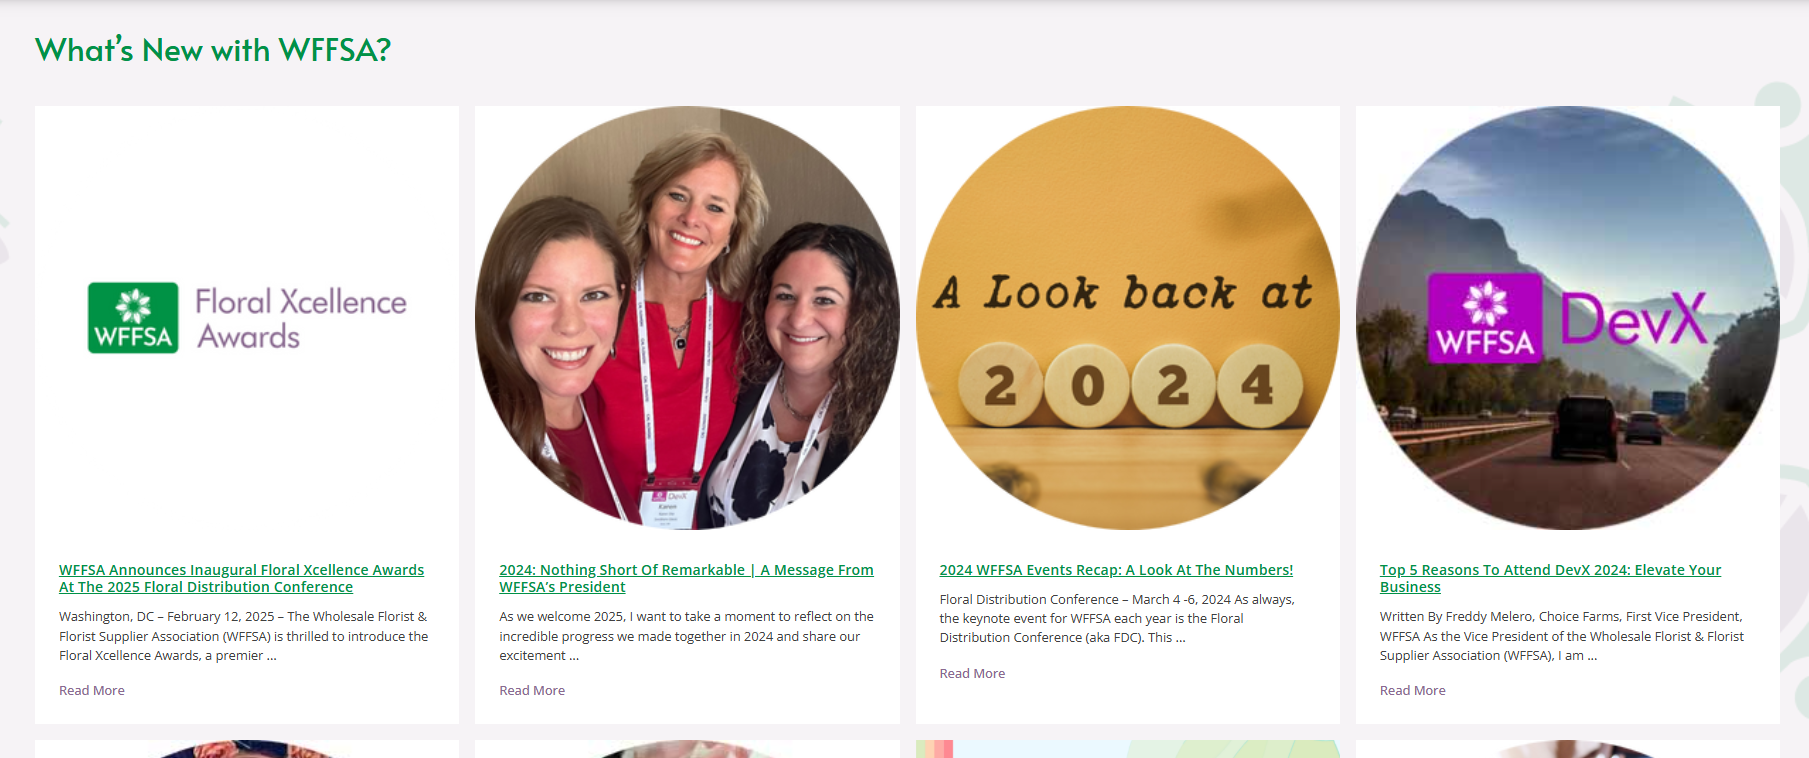 What's New with WFFSA?
WFFSA
Floral Xcellence
Awards
WFFSA Announces Inaugural Floral Xcellence Awards
At The 2025 Floral Distribution Conference
Washington, DC – February 12, 2025 – The Wholesale Florist &
Florist Supplier Association (WFFSA) is thrilled to introduce the
Floral Xcellence Awards, a premier ...
Read More
DevX
Karen
2024: Nothing Short Of Remarkable | A Message From
WFFSA's President
As we welcome 2025, I want to take a moment to reflect on the
incredible progress we made together in 2024 and share our
excitement ...
Read More
A Look back at
2024
2024 WFFSA Events Recap: A Look At The Numbers!
Floral Distribution Conference – March 4 -6, 2024 As always,
the keynote event for WFFSA each year is the Floral
Distribution Conference (aka FDC). This ...
Read More
WFFSA
DevX
Top 5 Reasons To Attend DevX 2024: Elevate Your
Business
Written By Freddy Melero, Choice Farms, First Vice President,
WFFSA As the Vice President of the Wholesale Florist & Florist
Supplier Association (WFFSA), I am ...
Read More